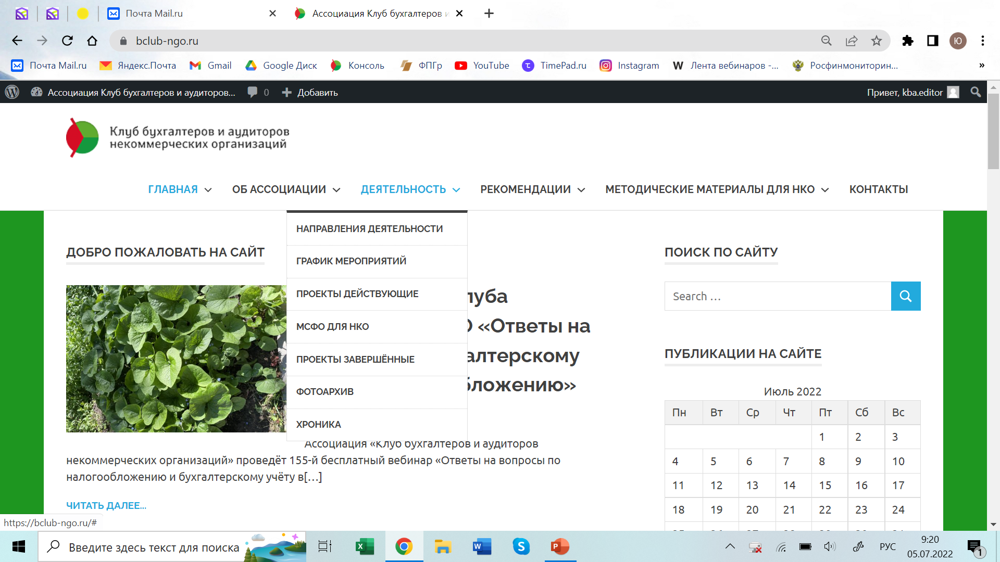 Почта Mail.ru
Ассоциация Клуб бухгалтеров и
bclub-ngo.ru
Ю
Почта Mail.ru
Яндекс.Почта
Gmail
Google Диск
Консоль
ФПГр
YouTube
TimePad.ru
Instagram
W Лента вебинаров -...
Росфинмониторин...
»
Ассоциация Клуб бухгалтеров и аудиторов...
0
Добавить
Привет, kba.editor
Клуб бухгалтеров и аудиторов
некоммерческих организаций
ГЛАВНАЯ
ОБ АССОЦИАЦИИ
ДЕЯТЕЛЬНОСТЬ
РЕКОМЕНДАЦИИ
МЕТОДИЧЕСКИЕ МАТЕРИАЛЫ ДЛЯ НКО
КОНТАКТЫ
НАПРАВЛЕНИЯ ДЕЯТЕЛЬНОСТИ
ГРАФИК МЕРОПРИЯТИЙ
ПРОЕКТЫ ДЕЙСТВУЮЩИЕ
МСФО ДЛЯ НКО
ПРОЕКТЫ ЗАВЕРШЁННЫЕ
ФОТОАРХИВ
ХРОНИКА
ДОБРО ПОЖАЛОВАТЬ НА САЙТ
луба
«Ответы на
алтерскому
бложению»
Ассоциация «Клуб бухгалтеров и аудиторов
некоммерческих организаций» проведёт 155-й бесплатный вебинар «Ответы на вопросы по
налогообложению и бухгалтерскому учёту в[…]
ЧИТАТЬ ДАЛЕЕ...
ПОИСК ПО САЙТУ
Search …
ПУБЛИКАЦИИ НА САЙТЕ
Июль 2022
Пн Вт Ср Чт Пт Сб Вс
1 2 3
4 5 6 7 8 9 10
11 12 13 14 15 16 17
18 19 20 21 22 23 24
https://bclub-ngo.ru/#
Введите здесь текст для поиска
РУС
9:20
05.07.2022
1